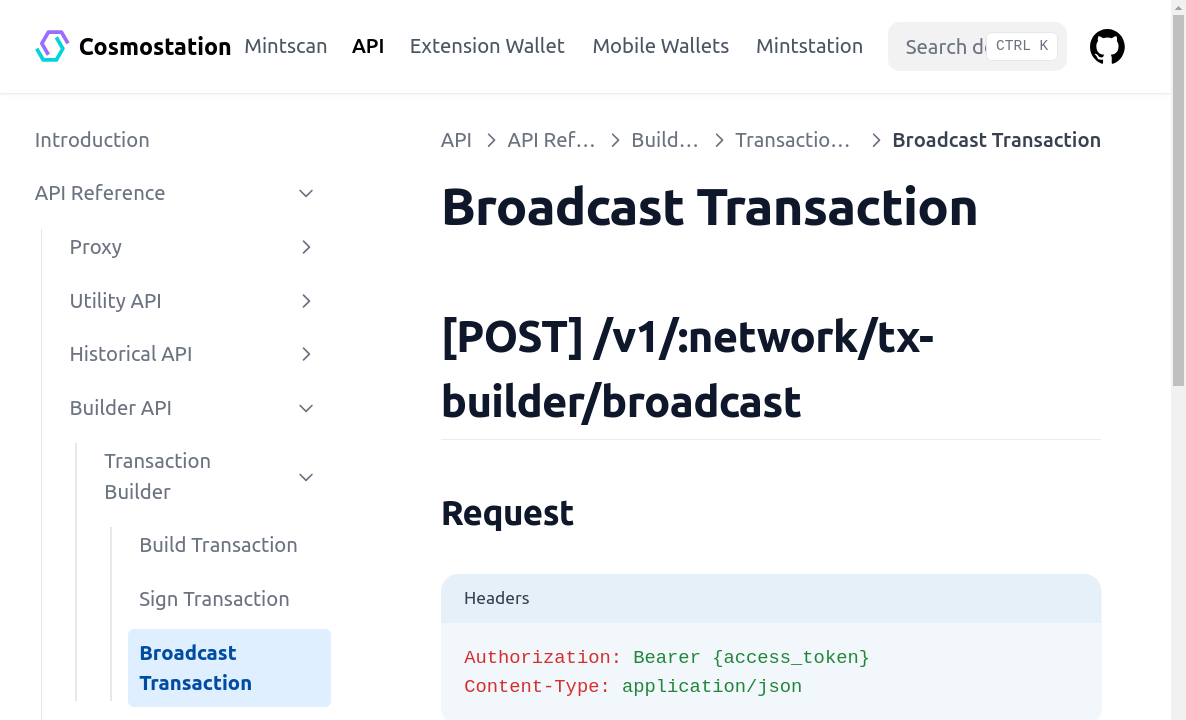 Cosmostation Mintscan API Extension Wallet Mobile Wallets Mintstation CTRL K
Introduction
API Reference
Proxy
Utility API
Historical API
Builder API
Transaction
Builder
Build Transaction
Sign Transaction
Broadcast
Transaction
API API Ref… Build… Transactio… Broadcast Transaction
Broadcast Transaction
[POST] /v1/:network/tx-
builder/broadcast
Request
Headers
Authorization: Bearer {access_token}
Content-Type: application/json